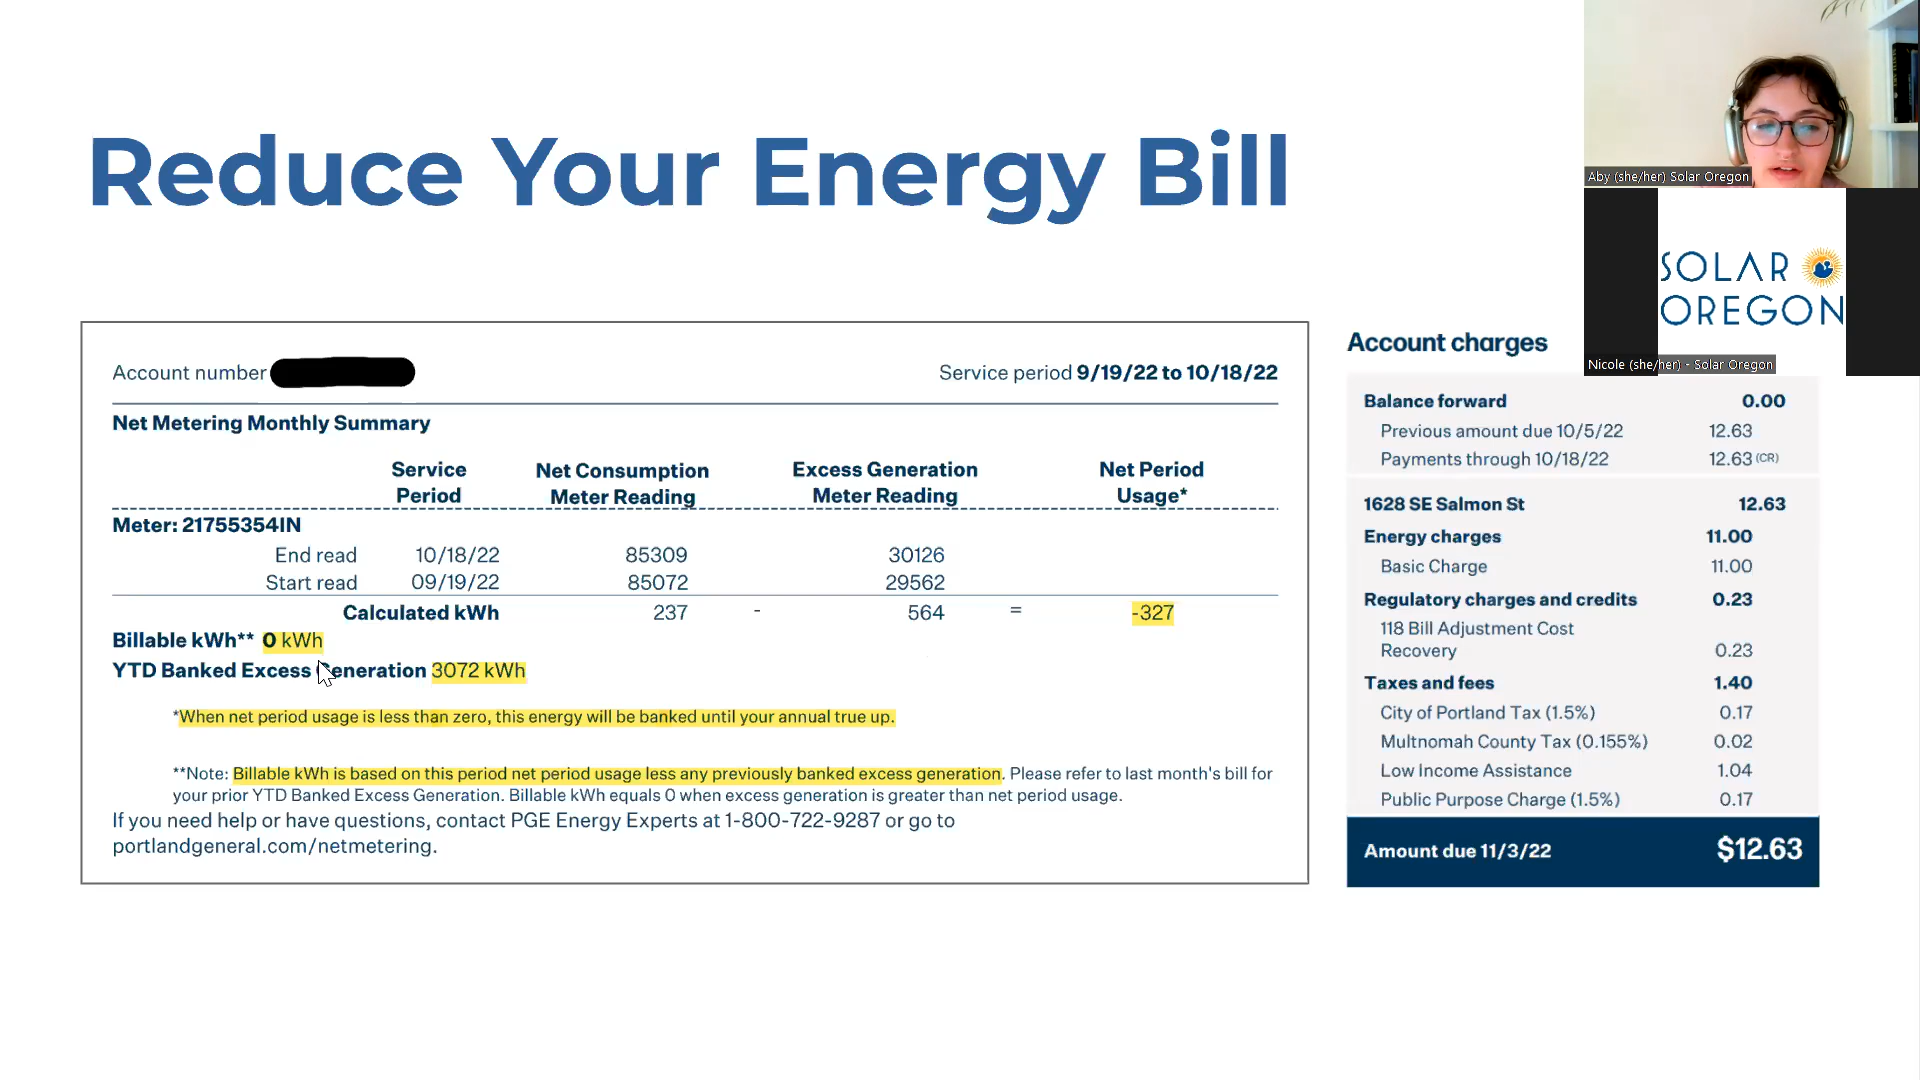 Reduce Your Energy Bill
Aby (she/her) Solar Oregon
SOLAR
OREGON
Nicole (she/her) - Solar Oregon
Account number
Service period 9/19/22 to 10/18/22
Net Metering Monthly Summary
Service Period Net Consumption Meter Reading Excess Generation Meter Reading Net Period Usage*
Meter: 21755354IN
End read 10/18/22 85309 30126
Start read 09/19/22 85072 29562
Calculated kWh 237 - 564 = -327
Billable kWh** 0 kWh
YTD Banked Excess Generation 3072 kWh
*When net period usage is less than zero, this energy will be banked until your annual true up.
**Note: Billable kWh is based on this period net period usage less any previously banked excess generation. Please refer to last month's bill for
your prior YTD Banked Excess Generation. Billable kWh equals 0 when excess generation is greater than net period usage.
If you need help or have questions, contact PGE Energy Experts at 1-800-722-9287 or go to
portlandgeneral.com/netmetering.
Account charges
Balance forward 0.00
Previous amount due 10/5/22 12.63
Payments through 10/18/22 12.63 (CR)
1628 SE Salmon St 12.63
Energy charges 11.00
Basic Charge 11.00
Regulatory charges and credits 0.23
118 Bill Adjustment Cost
Recovery 0.23
Taxes and fees 1.40
City of Portland Tax (1.5%) 0.17
Multnomah County Tax (0.155%) 0.02
Low Income Assistance 1.04
Public Purpose Charge (1.5%) 0.17
Amount due 11/3/22 $12.63